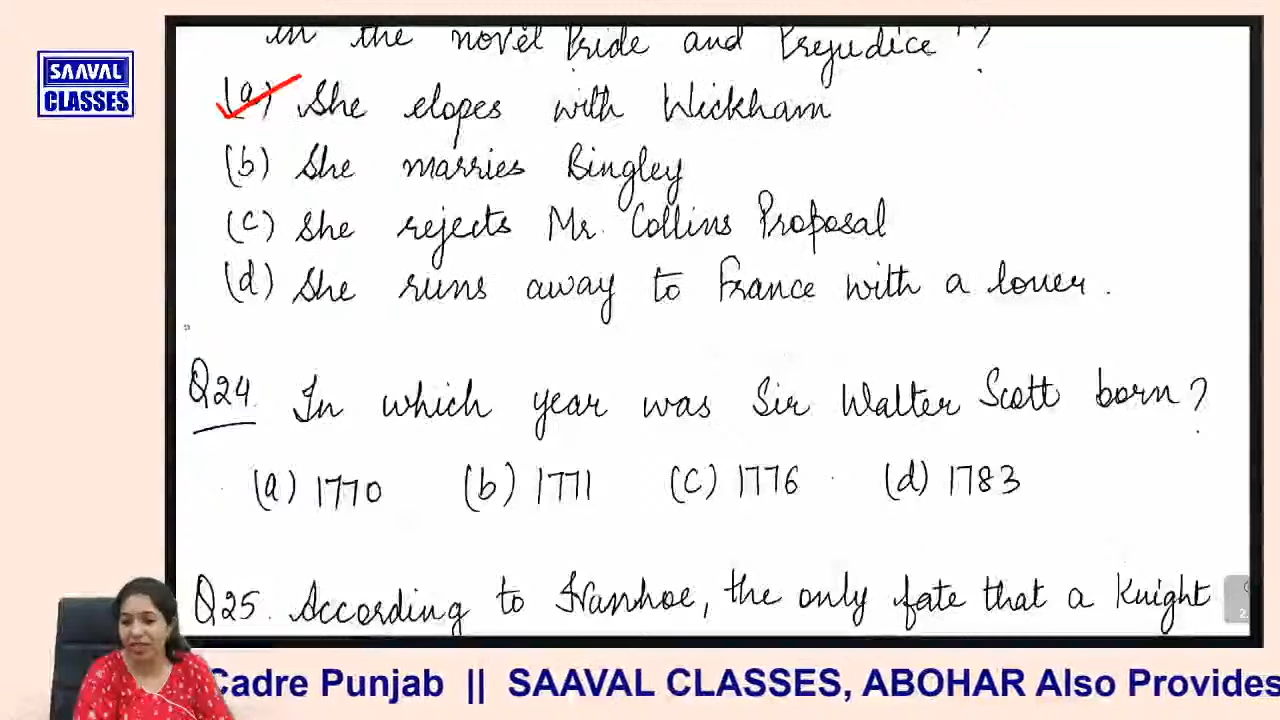 SAAVAL
CLASSES
in the novel Pride and Prejudice"?
(a) She elopes with Wickham
(b) She marries Bingley
(c) She rejects Mr. Collins Proposal
(d) She runs away to France with a lover.
Q24. In which year was Sir Walter Scott born?
(a) 1770 (b) 1771 (c) 1776 (d) 1783
Q25. According to Ivanhoe, the only fate that a Knight
Cadre Punjab || SAAVAL CLASSES, ABOHAR Also Provides